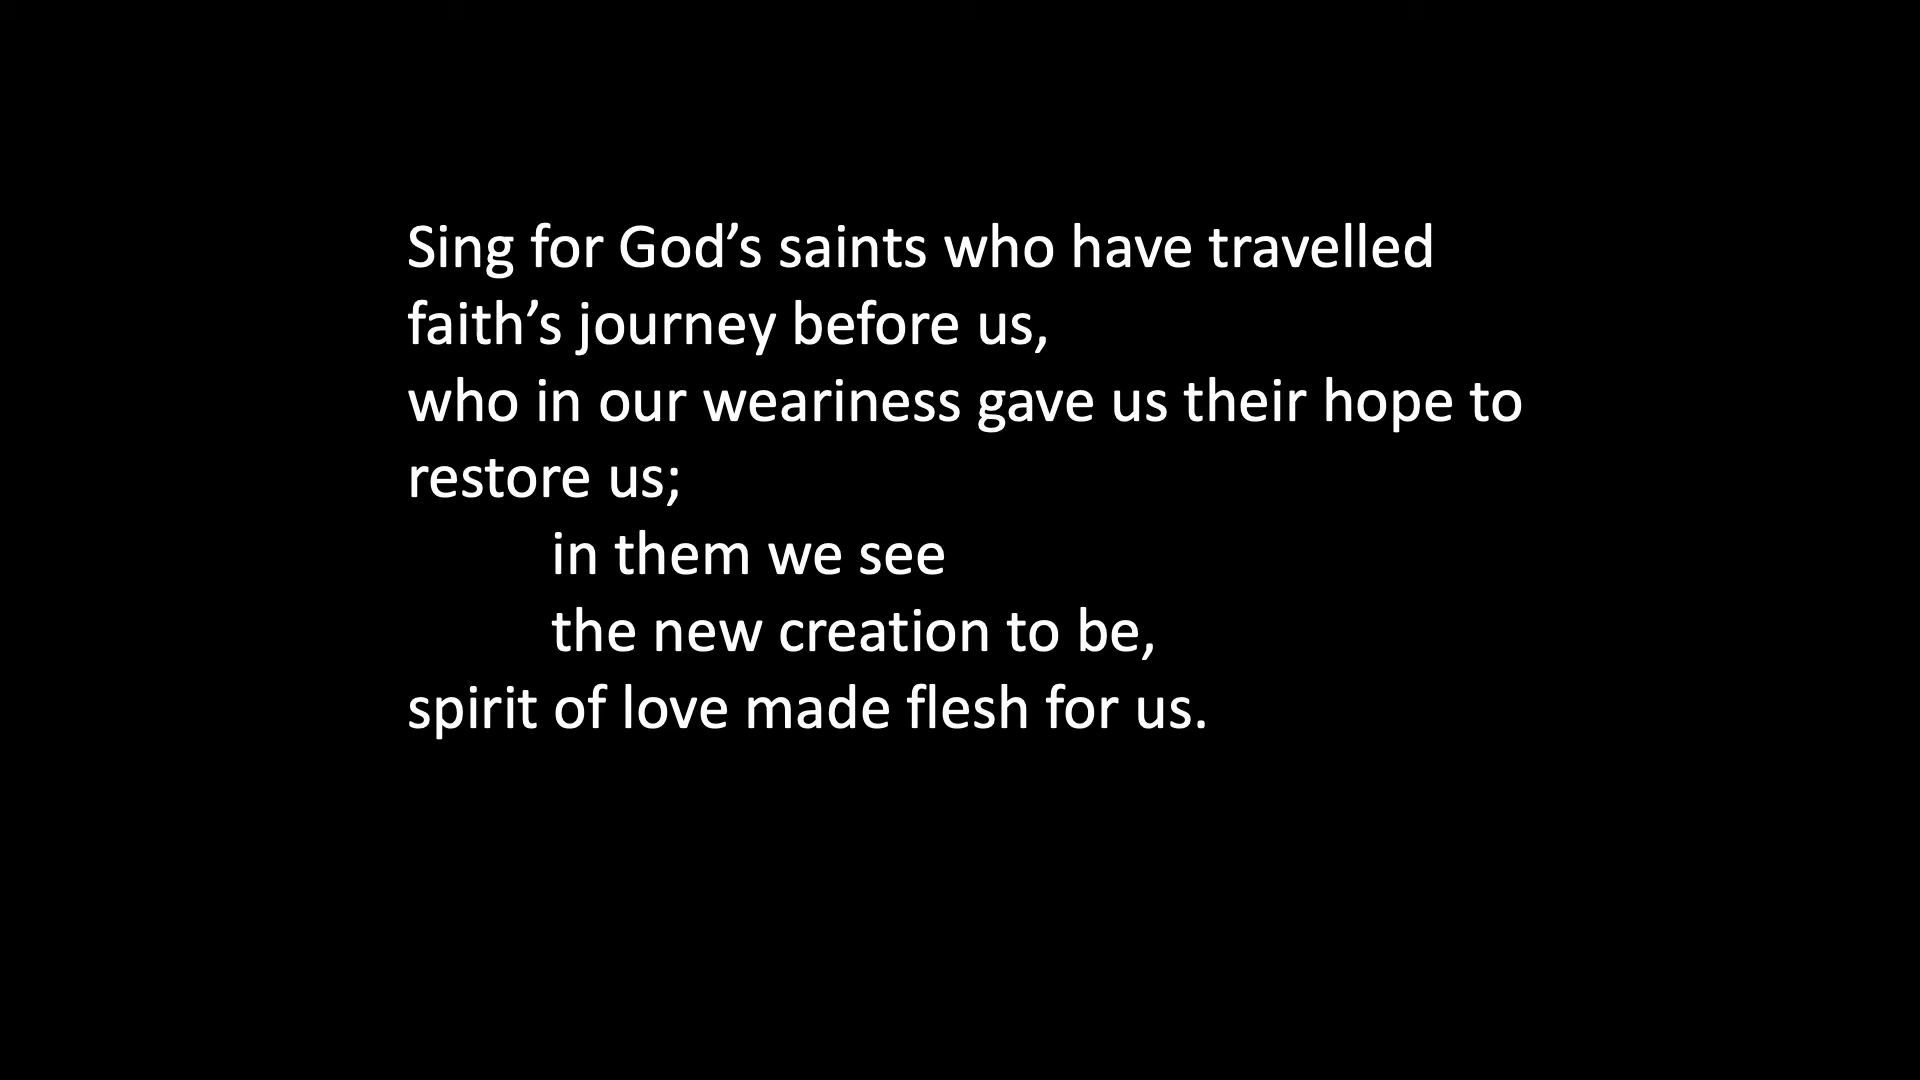 Sing for God’s saints who have travelled
faith’s journey before us,
who in our weariness gave us their hope to
restore us;
in them we see
the new creation to be,
spirit of love made flesh for us.